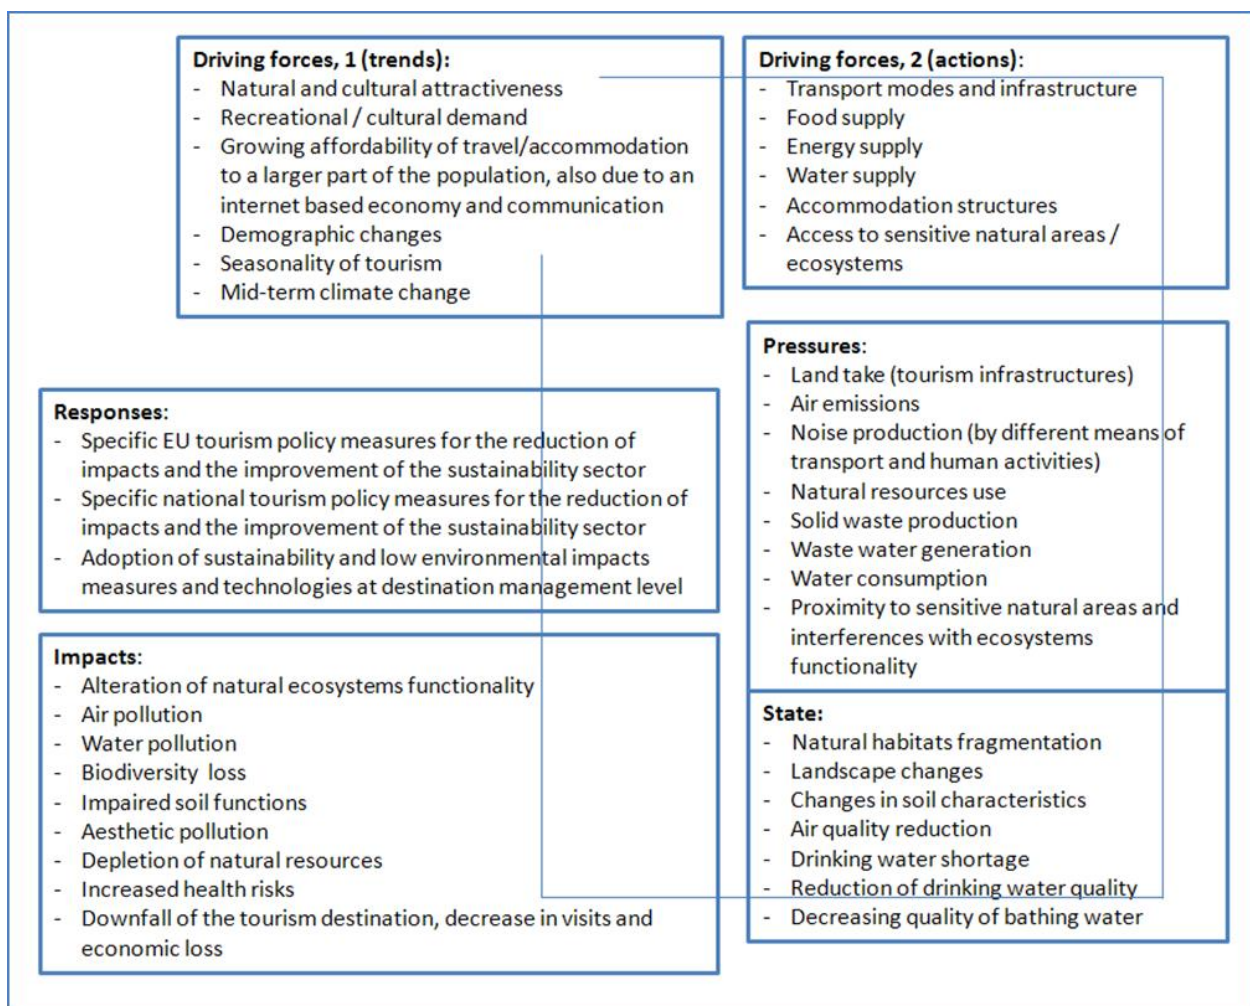 Driving forces, 1 (trends):
- Natural and cultural attractiveness
- Recreational / cultural demand
- Growing affordability of travel/accommodation
to a larger part of the population, also due to an
internet based economy and communication
- Demographic changes
- Seasonality of tourism
- Mid-term climate change
Driving forces, 2 (actions):
- Transport modes and infrastructure
- Food supply
- Energy supply
- Water supply
- Accommodation structures
- Access to sensitive natural areas /
ecosystems
Pressures:
- Land take (tourism infrastructures)
- Air emissions
- Noise production (by different means of
transport and human activities)
- Natural resources use
- Solid waste production
- Waste water generation
- Water consumption
- Proximity to sensitive natural areas and
interferences with ecosystems
functionality
Responses:
- Specific EU tourism policy measures for the reduction of
impacts and the improvement of the sustainability sector
- Specific national tourism policy measures for the reduction of
impacts and the improvement of the sustainability sector
- Adoption of sustainability and low environmental impacts
measures and technologies at destination management level
Impacts:
- Alteration of natural ecosystems functionality
- Air pollution
- Water pollution
- Biodiversity loss
- Impaired soil functions
- Aesthetic pollution
- Depletion of natural resources
- Increased health risks
- Downfall of the tourism destination, decrease in visits and
economic loss
State:
- Natural habitats fragmentation
- Landscape changes
- Changes in soil characteristics
- Air quality reduction
- Drinking water shortage
- Reduction of drinking water quality
- Decreasing quality of bathing water